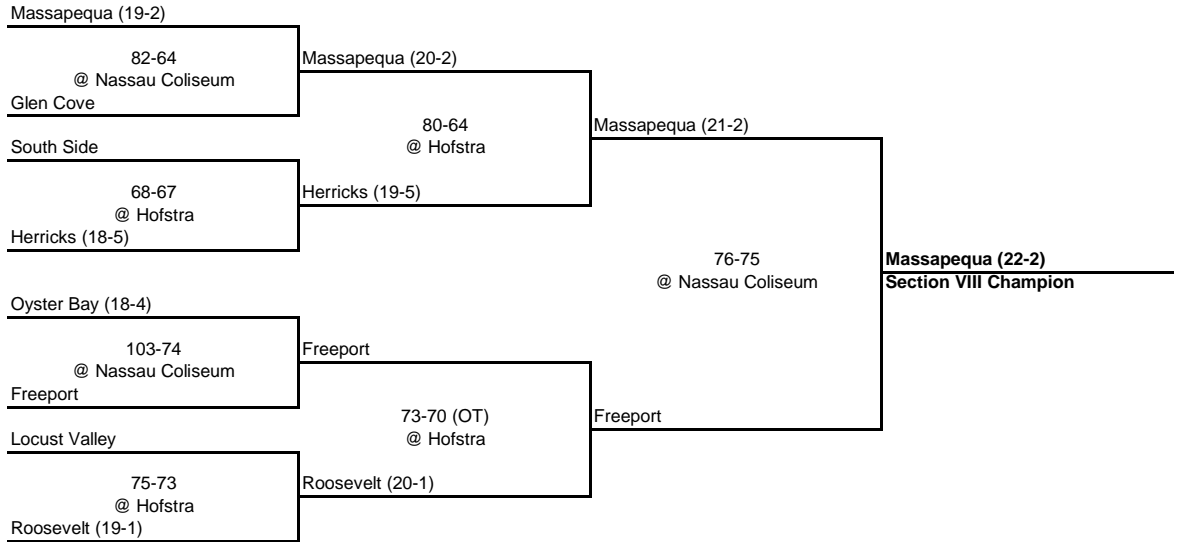 Massapequa (19-2)
82-64
@ Nassau Coliseum
Glen Cove
Massapequa (20-2)
80-64
@ Hofstra
South Side
68-67
@ Hofstra
Herricks (18-5)
Herricks (19-5)
Massapequa (21-2)
76-75
@ Nassau Coliseum
Massapequa (22-2)
Section VIII Champion
Oyster Bay (18-4)
103-74
@ Nassau Coliseum
Freeport
Freeport
73-70 (OT)
@ Hofstra
Freeport
Locust Valley
75-73
@ Hofstra
Roosevelt (19-1)
Roosevelt (20-1)